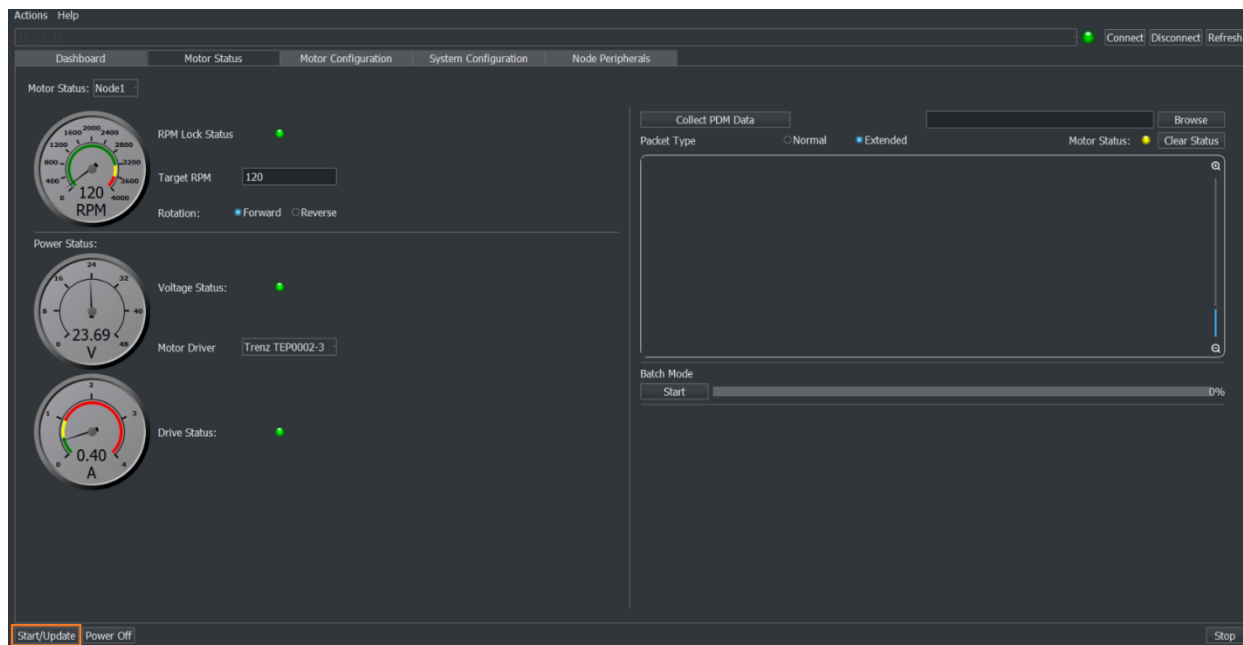 Actions Help
Connect Disconnect Refresh
Dashboard Motor Status Motor Configuration System Configuration Node Peripherals
Motor Status: Node1
0 400 800 1200 1600 2000 2400 2800 3200 3600 4000
120
RPM
RPM Lock Status
Target RPM 120
Rotation: Forward Reverse
Power Status:
0 8 16 24 32 40 48
23.69
V
Voltage Status:
Motor Driver Trenz TEP0002-3
0 1 2 3 4
0.40
A
Drive Status:
Collect PDM Data Browse
Packet Type Normal Extended Motor Status: Clear Status
Batch Mode
Start 0%
Start/Update Power Off Stop